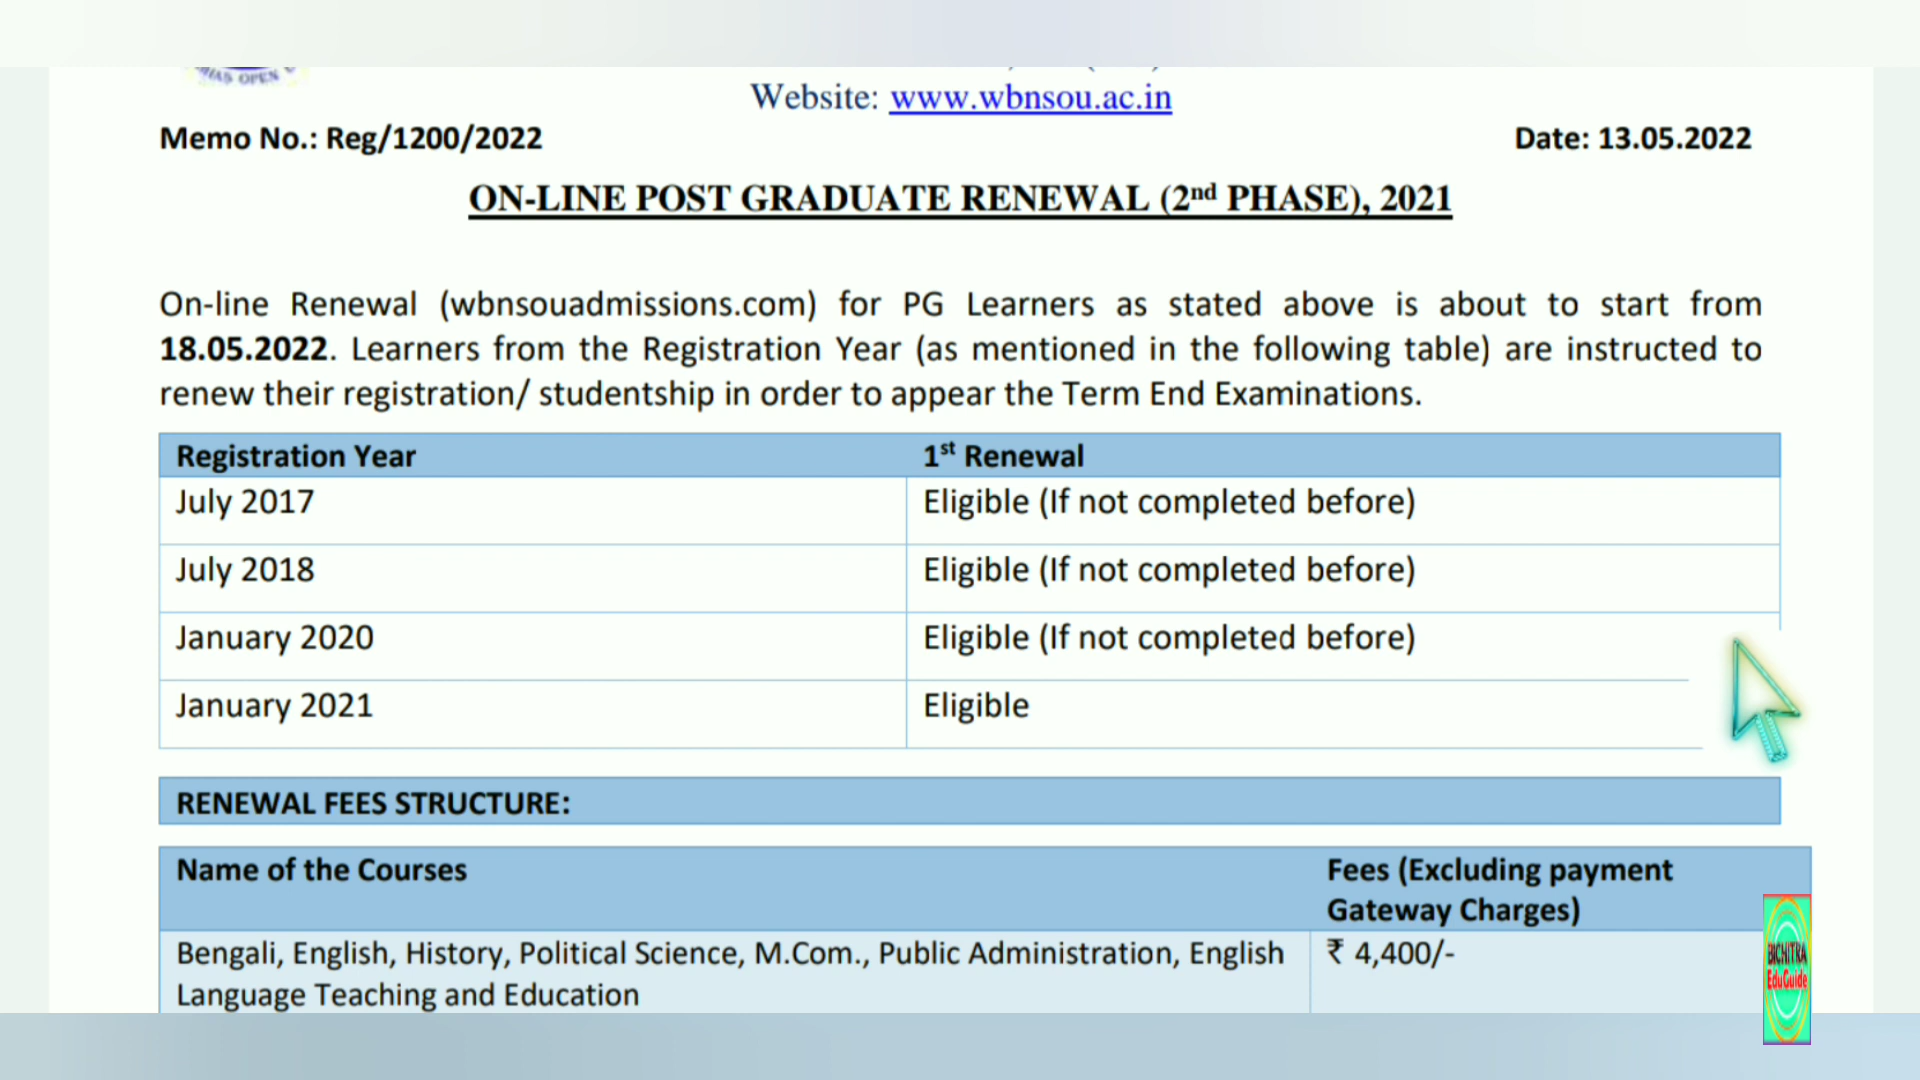 OPEN
Website: www.wbnsou.ac.in
Memo No.: Reg/1200/2022 Date: 13.05.2022
ON-LINE POST GRADUATE RENEWAL (2nd PHASE), 2021
On-line Renewal (wbnsouadmissions.com) for PG Learners as stated above is about to start from
18.05.2022. Learners from the Registration Year (as mentioned in the following table) are instructed to
renew their registration/ studentship in order to appear the Term End Examinations.
Registration Year 1st Renewal
July 2017 Eligible (If not completed before)
July 2018 Eligible (If not completed before)
January 2020 Eligible (If not completed before)
January 2021 Eligible
RENEWAL FEES STRUCTURE:
Name of the Courses Fees (Excluding payment
Gateway Charges)
Bengali, English, History, Political Science, M.Com., Public Administration, English ₹ 4,400/-
Language Teaching and Education
BICHITRA
EduGuide